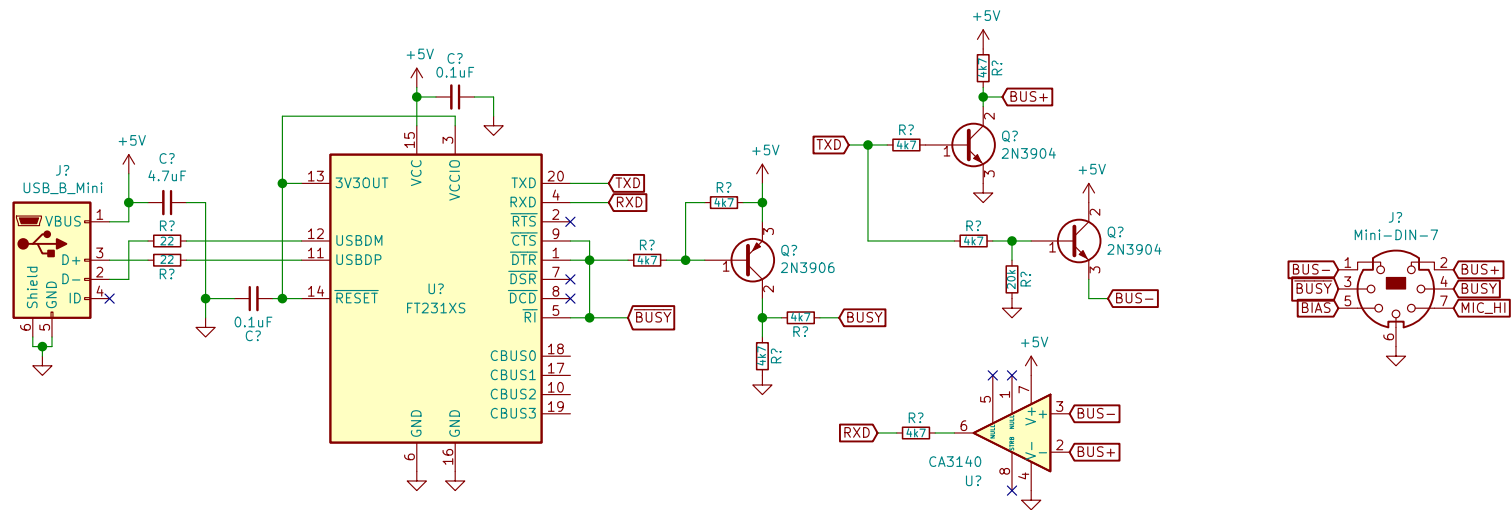 J?
USB_B_Mini
VBUS
1
D+
3
D-
2
ID
4
Shield
GND
6
5
+5V
C?
4.7uF
R?
22
22
R?
0.1uF
C?
+5V
C?
0.1uF
15
VCC
3
VCCIO
13
3V3OUT
12
USBDM
11
USBDP
14
RESET
U?
FT231XS
TXD
20
TXD
RXD
4
RXD
RTS
2
CTS
9
DTR
1
DSR
7
DCD
8
RI
5
BUSY
CBUS0
18
CBUS1
17
CBUS2
10
CBUS3
19
GND
6
GND
16
R?
4k7
R?
4k7
+5V
1
3
2
Q?
2N3906
4k7
R?
BUSY
4k7
R?
+5V
4k7
R?
BUS+
TXD
R?
4k7
1
2
3
Q?
2N3904
R?
4k7
20k
R?
+5V
1
2
3
Q?
2N3904
BUS-
+5V
RXD
R?
4k7
6
5
NULL
1
NULL
7
V+
STRB
8
V-
4
3
+
BUS-
2
-
BUS+
CA3140
U?
J?
Mini-DIN-7
BUS-
1
2
BUS+
BUSY
3
4
BUSY
BIAS
5
7
MIC_HI
6